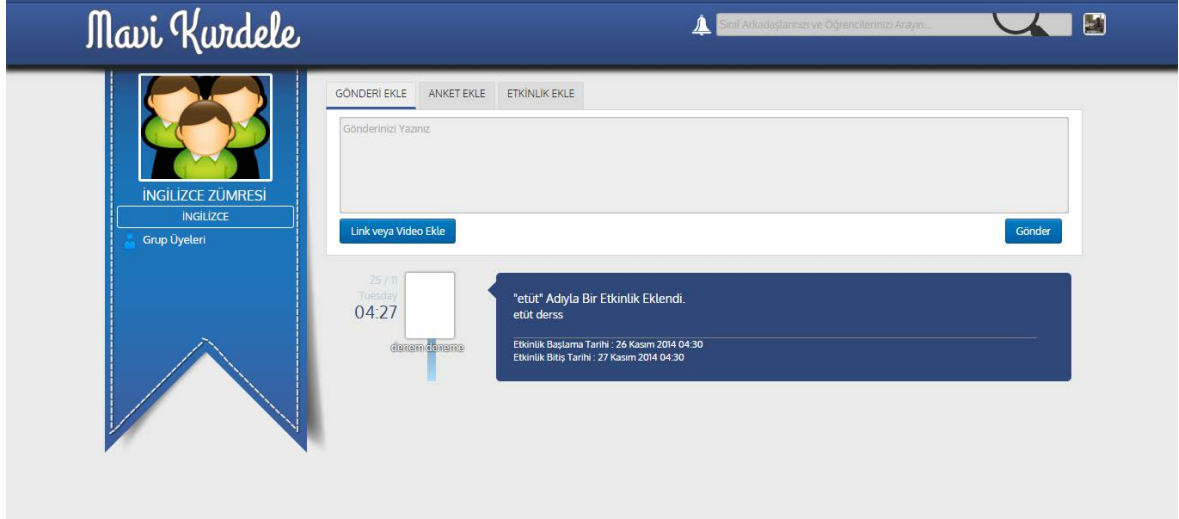 Mavi Kurdele
Sınıf Arkadaşlarınızı ve Öğrencilerinizi Arayın...
GÖNDERİ EKLE ANKET EKLE ETKİNLİK EKLE
Gönderinizi Yazınız
İNGİLİZCE ZÜMRESİ
İNGİLİZCE
Grup Üyeleri
Link veya Video Ekle Gönder
25 / 11
Tuesday
04:27
denem deneme
"etüt" Adıyla Bir Etkinlik Eklendi.
etüt derss
Etkinlik Başlama Tarihi : 26 Kasım 2014 04:30
Etkinlik Bitiş Tarihi : 27 Kasım 2014 04:30